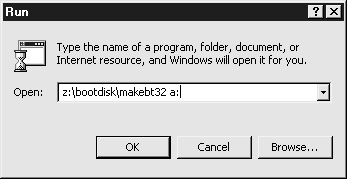 Run
Type the name of a program, folder, document, or
Internet resource, and Windows will open it for you.
Open: z:\bootdisk\makebt32 a:
OK Cancel Browse...